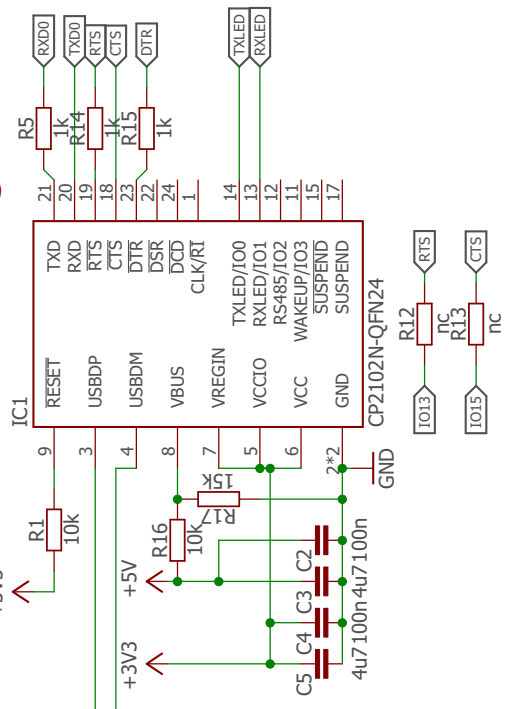 RXD0
TXD0
RTS
CTS
DTR
TXLED
RXLED
R5
1k
R14
1k
R15
1k
21
20
19
18
23
22
24
1
14
13
12
11
15
17
TXD
RXD
RTS
CTS
DTR
DSR
DCD
CLK/RI
TXLED/IO0
RXLED/IO1
RS485/IO2
WAKEUP/IO3
SUSPEND
SUSPEND
IC1
CP2102N-QFN24
RESET
USBDP
USBDM
VBUS
VREGIN
VCCIO
VCC
GND
9
3
4
8
7
5
6
2*2
GND
RTS
CTS
R12
nc
R13
nc
IO13
IO15
R1
10k
R16
10k
R17
15k
+5V
+3V3
C2
100n
C3
4u7
C4
100n
C5
4u7